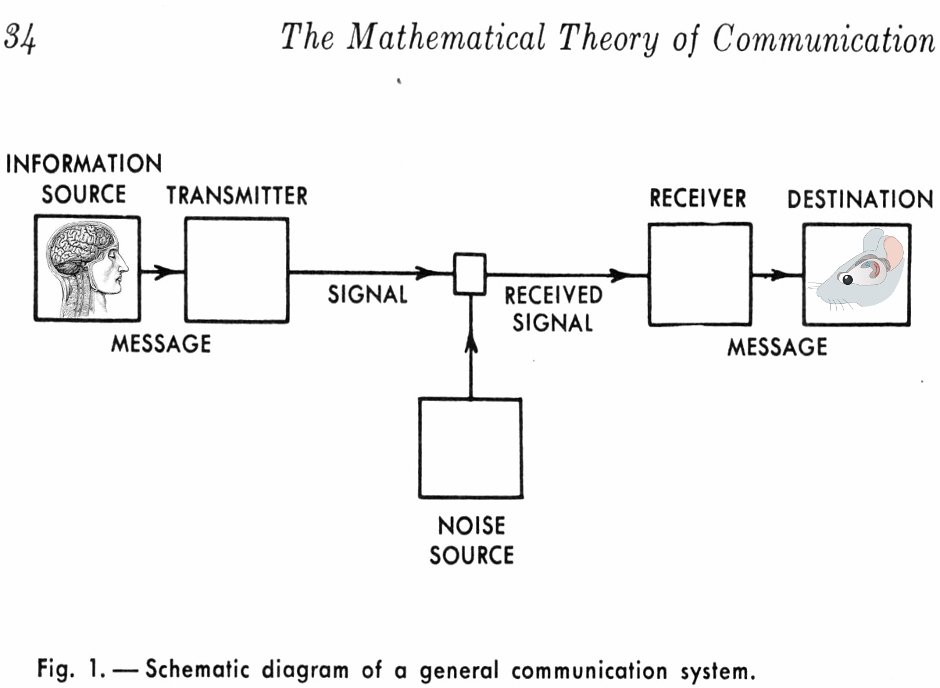 34
The Mathematical Theory of Communication
INFORMATION
SOURCE
TRANSMITTER
RECEIVER
DESTINATION
SIGNAL
RECEIVED
SIGNAL
MESSAGE
MESSAGE
NOISE
SOURCE
Fig. 1. — Schematic diagram of a general communication system.